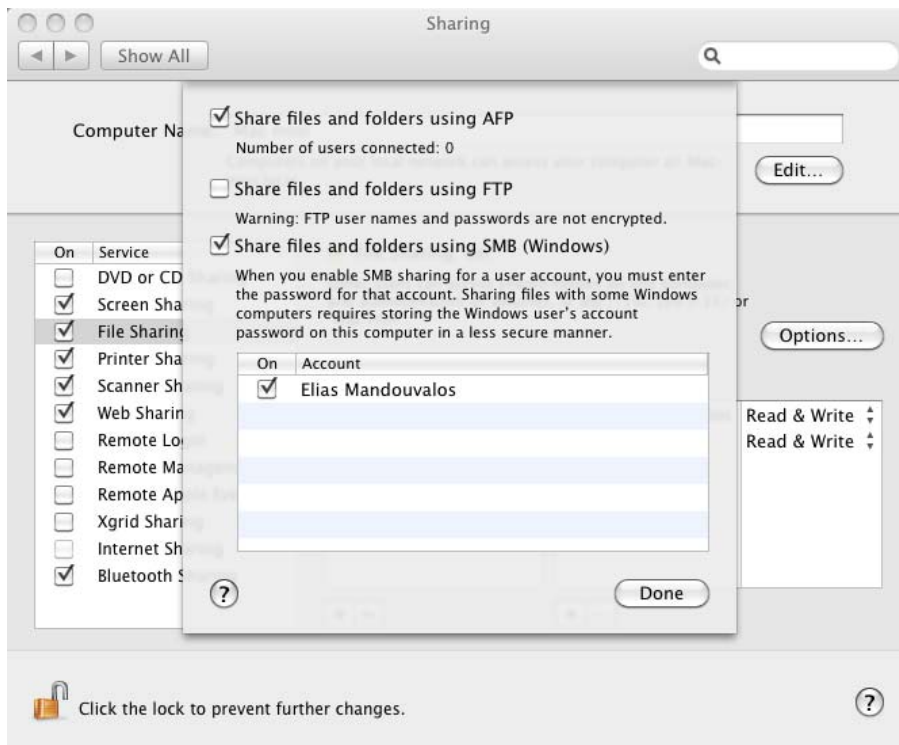 Sharing
Show All
Computer Na
Edit...
Share files and folders using AFP
Number of users connected: 0
Share files and folders using FTP
Warning: FTP user names and passwords are not encrypted.
Share files and folders using SMB (Windows)
When you enable SMB sharing for a user account, you must enter
the password for that account. Sharing files with some Windows
computers requires storing the Windows user's account
password on this computer in a less secure manner.
On Account
Elias Mandouvalos
?
Done
On Service
DVD or CD
Screen Sha
File Sharing
Printer Sha
Scanner Sh
Web Sharin
Remote Lo
Remote Ma
Remote Ap
Xgrid Shari
Internet Sh
Bluetooth S
or
Options...
Read & Write
Read & Write
Click the lock to prevent further changes.
?